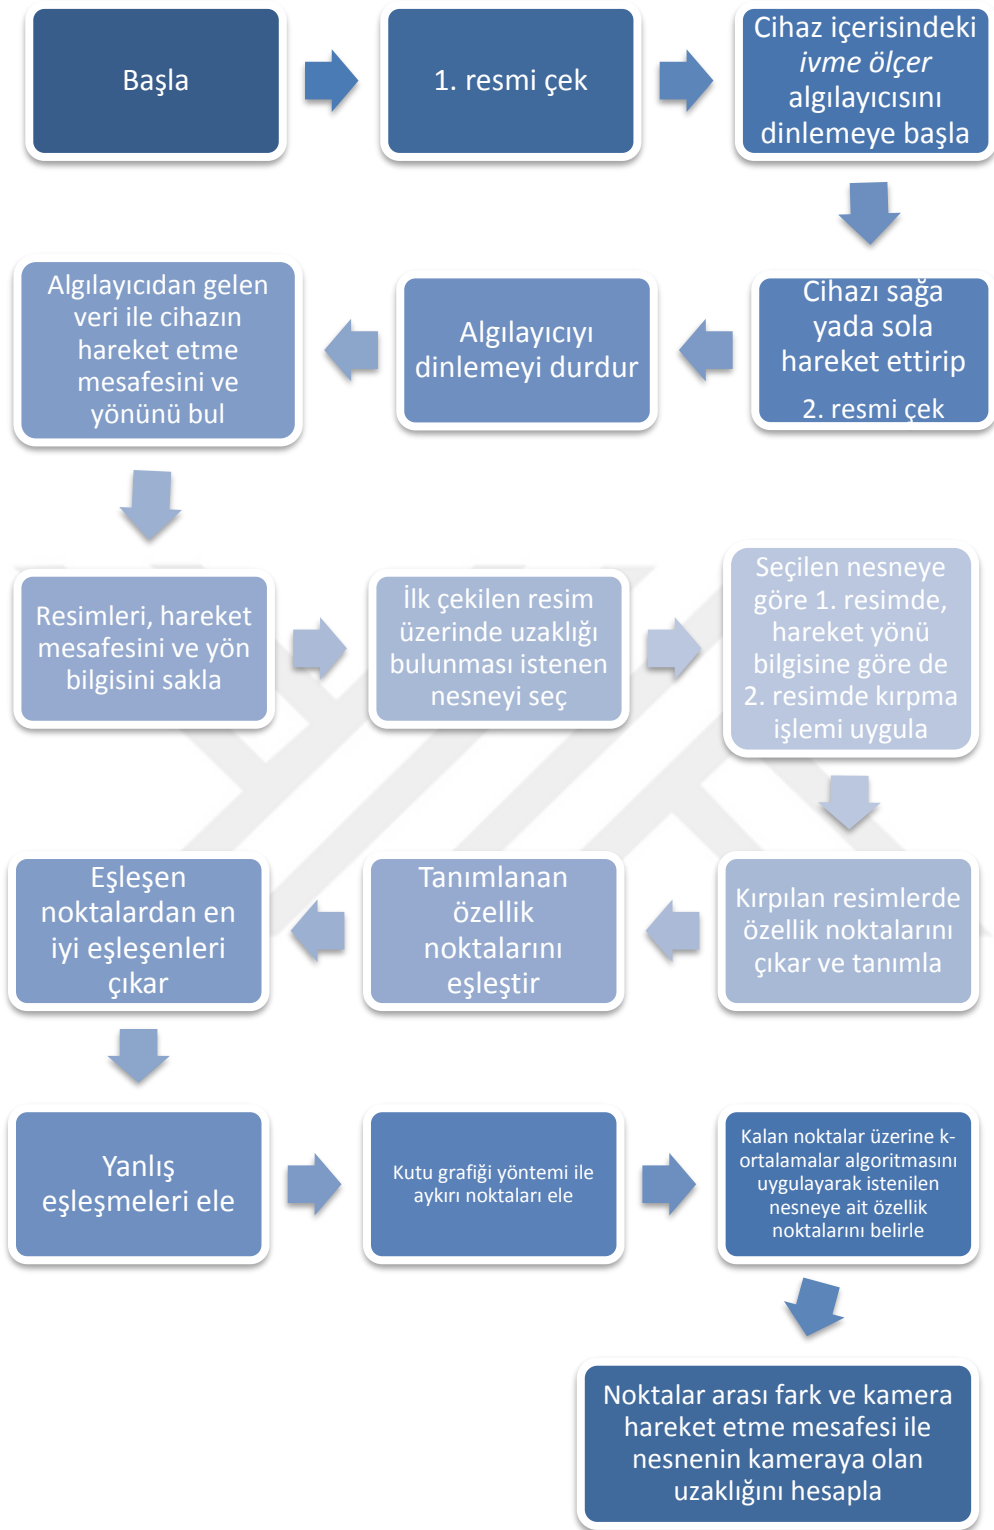 Başla
1. resmi çek
Cihaz içerisindeki
ivme ölçer
algılayıcısını
dinlemeye başla
Cihazı sağa
yada sola
hareket ettirip
2. resmi çek
Algılayıcıyı
dinlemeyi durdur
Algılayıcıdan gelen
veri ile cihazın
hareket etme
mesafesini ve
yönünü bul
Resimleri, hareket
mesafesini ve yön
bilgisini sakla
İlk çekilen resim
üzerinde uzaklığı
bulunması istenen
nesneyi seç
Seçilen nesneye
göre 1. resimde,
hareket yönü
bilgisine göre de
2. resimde kırpma
işlemi uygula
Kırpılan resimlerde
özellik noktalarını
çıkar ve tanımla
Tanımlanan
özellik
noktalarını
eşleştir
Eşleşen
noktalardan en
iyi eşleşenleri
çıkar
Yanlış
eşleşmeleri ele
Kutu grafiği yöntemi ile
aykırı noktaları ele
Kalan noktalar üzerine k-
ortalamalar algoritmasını
uygulayarak istenilen
nesneye ait özellik
noktalarını belirle
Noktalar arası fark ve kamera
hareket etme mesafesi ile
nesnenin kameraya olan
uzaklığını hesapla